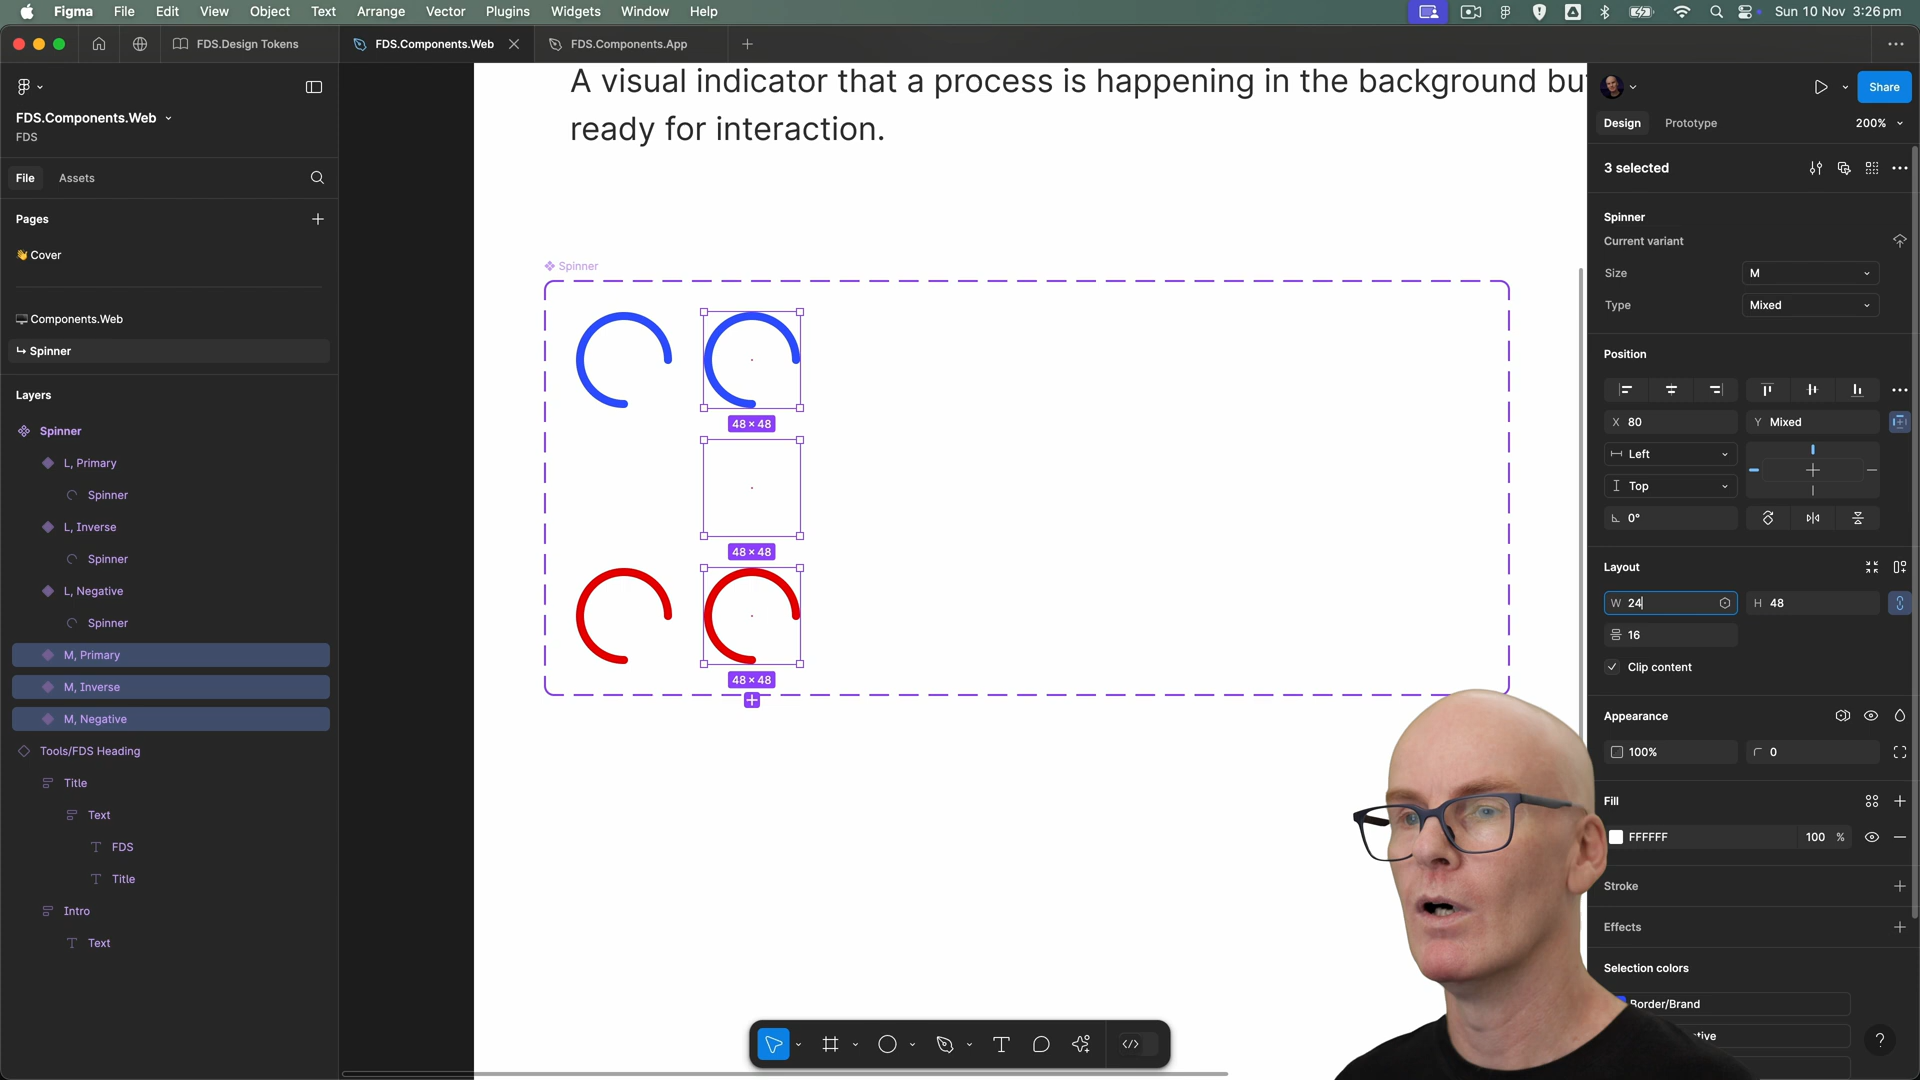 Figma File Edit View Object Text Arrange Vector Plugins Widgets Window Help Sun 10 Nov 3:26 pm
FDS.Design Tokens FDS.Components.Web FDS.Components.App
FDS.Components.Web
FDS
File Assets
Pages
👋 Cover
🖥️ Components.Web
↳ Spinner
Layers
Spinner
L, Primary
Spinner
L, Inverse
Spinner
L, Negative
Spinner
M, Primary
M, Inverse
M, Negative
Tools/FDS Heading
Title
Text
FDS
Title
Intro
Text
A visual indicator that a process is happening in the background bu
ready for interaction.
Spinner
48 × 48
48 × 48
48 × 48
Share
Design Prototype 200%
3 selected
Spinner
Current variant
Size M
Type Mixed
Position
X 80 Y Mixed
Left
Top
0°
Layout
W 24 H 48
16
Clip content
Appearance
100% 0
Fill
FFFFFF 100 %
Stroke
Effects
Selection colors
Border/Brand
tive
?